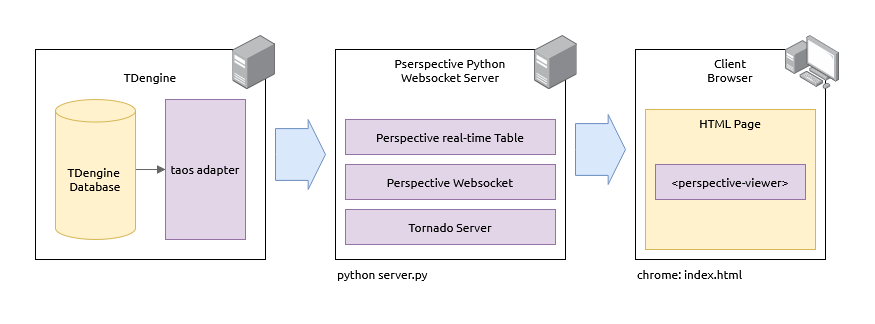 TDengine
TDengine
Database
taos adapter
Pserspective Python
Websocket Server
Perspective real-time Table
Perspective Websocket
Tornado Server
python server.py
Client
Browser
HTML Page
<perspective-viewer>
chrome: index.html